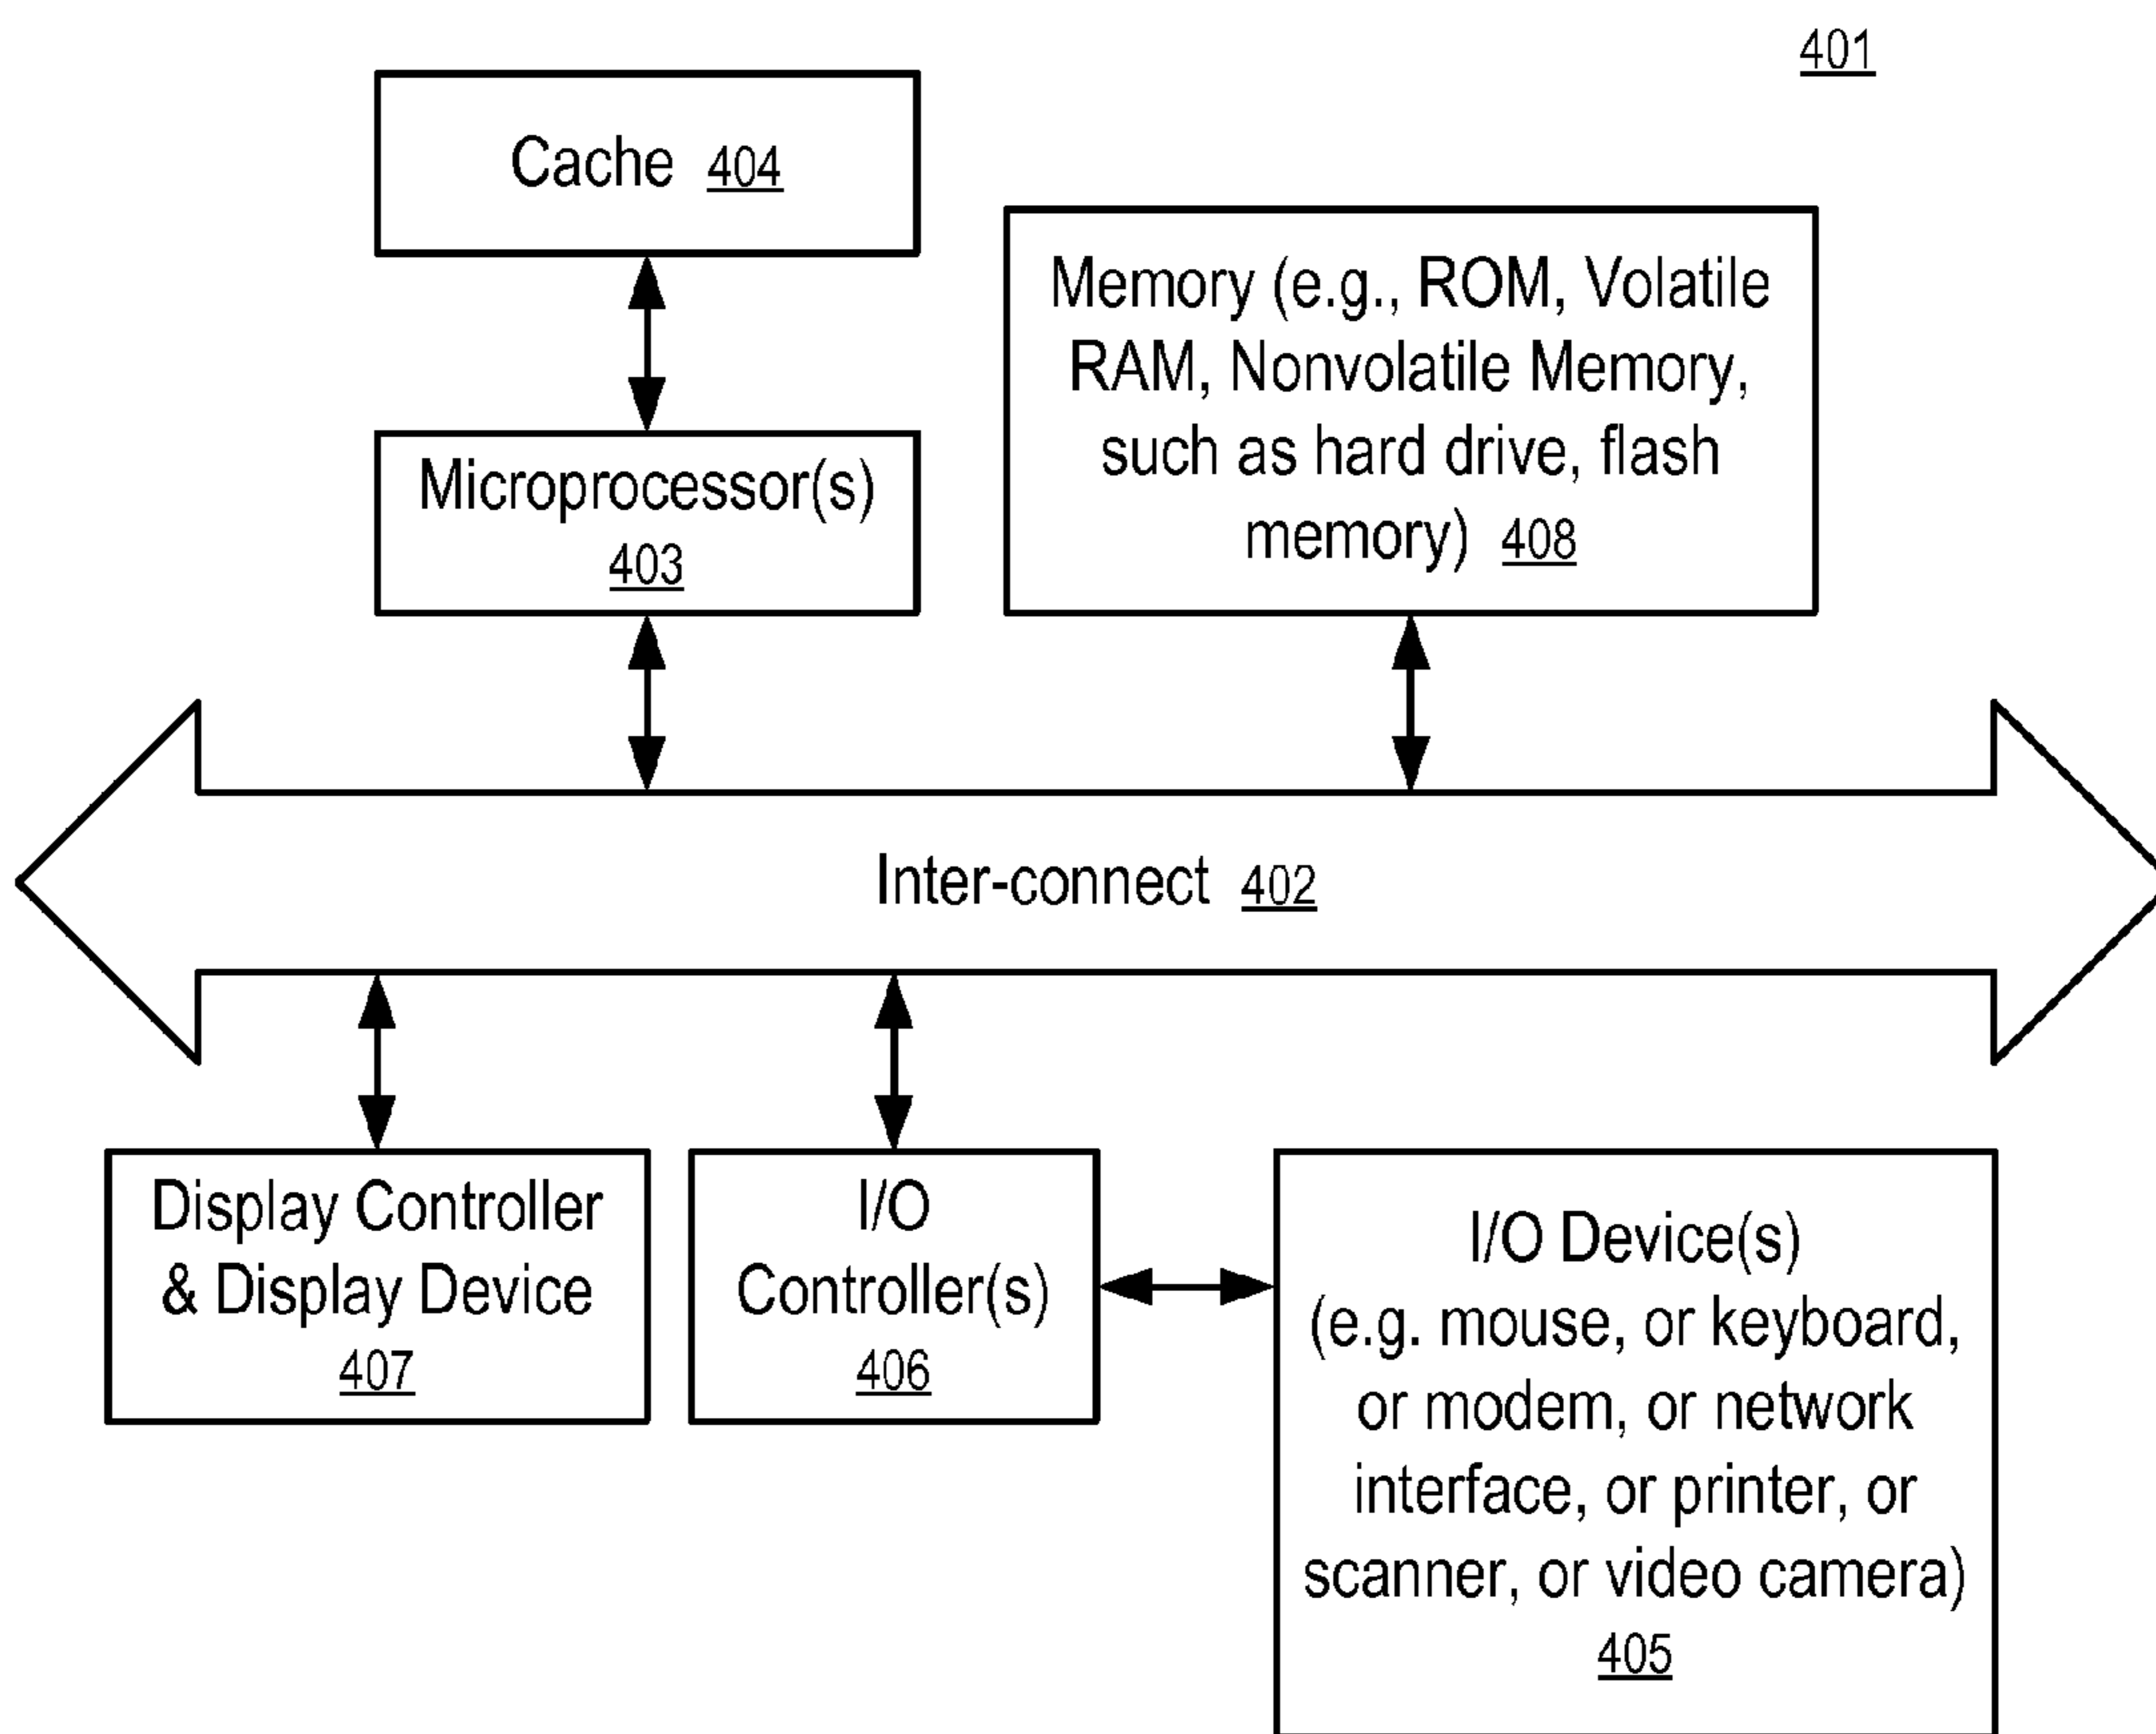 401
Cache 404
Memory (e.g., ROM, Volatile
RAM, Nonvolatile Memory,
such as hard drive, flash
memory) 408
Microprocessor(s)
403
Inter-connect 402
Display Controller
& Display Device
407
I/O
Controller(s)
406
I/O Device(s)
(e.g. mouse, or keyboard,
or modem, or network
interface, or printer, or
scanner, or video camera)
405